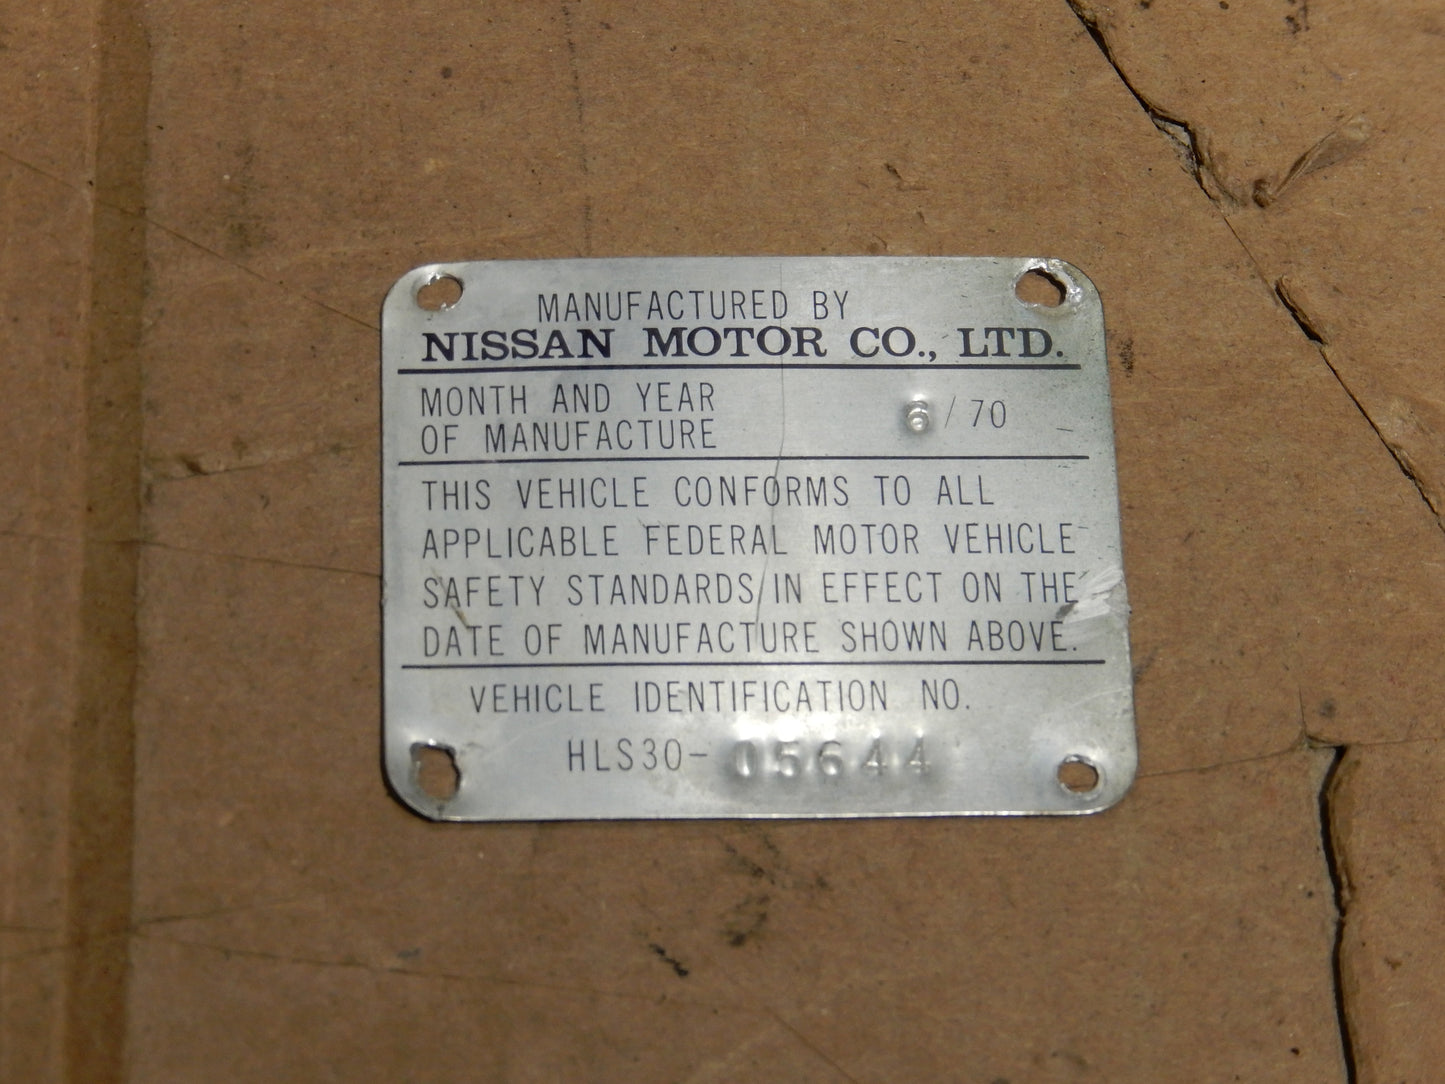 MANUFACTURED BY
NISSAN MOTOR CO., LTD.
MONTH AND YEAR
OF MANUFACTURE
6/70
THIS VEHICLE CONFORMS TO ALL
APPLICABLE FEDERAL MOTOR VEHICLE
SAFETY STANDARDS IN EFFECT ON THE
DATE OF MANUFACTURE SHOWN ABOVE.
VEHICLE IDENTIFICATION NO.
HLS30-05644